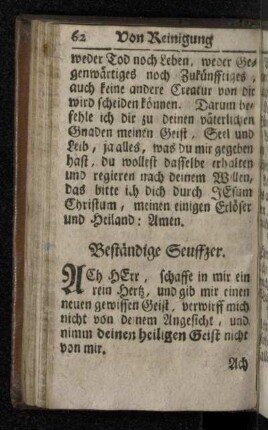 62 Von Reinigung
weder Tod noch Leben, weder Ge-
genwärtiges noch Zukünfftiges,
auch keine andere Creatur von dir
wird scheiden können. Darum be-
fehle ich dir zu deinen väterlichen
Gnaden meinen Geist, Seel und
Leib, ja alles, was du mir gegeben
hast, du wollest dasselbe erhalten
und regieren nach deinem Willen,
das bitte ich dich durch JEsum
Christum, meinen einigen Erlöser
und Heiland: Amen.
Beständige Seuffzer.
ACh HErr, schaffe in mir ein
rein Hertz, und gib mir einen
neuen gewissen Geist, verwirff mich
nicht von deinem Angesicht, und
nimm deinen heiligen Geist nicht
von mir.
Ach